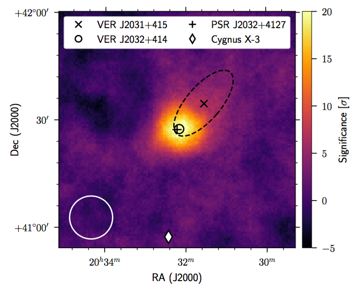 +42°00′
VER J2031+415
PSR J2032+4127
VER J2032+414
Cygnus X-3
30′
+41°00′
Dec (J2000)
20ʰ34ᵐ
32ᵐ
30ᵐ
RA (J2000)
20
15
10
5
0
−5
Significance [σ]